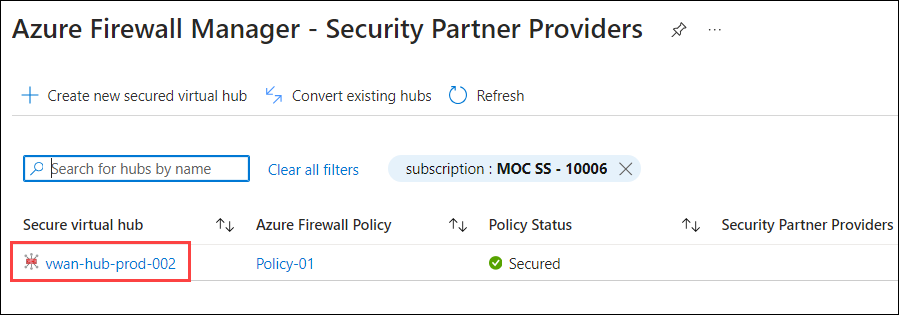 Azure Firewall Manager - Security Partner Providers
Create new secured virtual hub Convert existing hubs Refresh
Search for hubs by name Clear all filters subscription : MOC SS - 10006
Secure virtual hub Azure Firewall Policy Policy Status Security Partner Providers
vwan-hub-prod-002 Policy-01 Secured